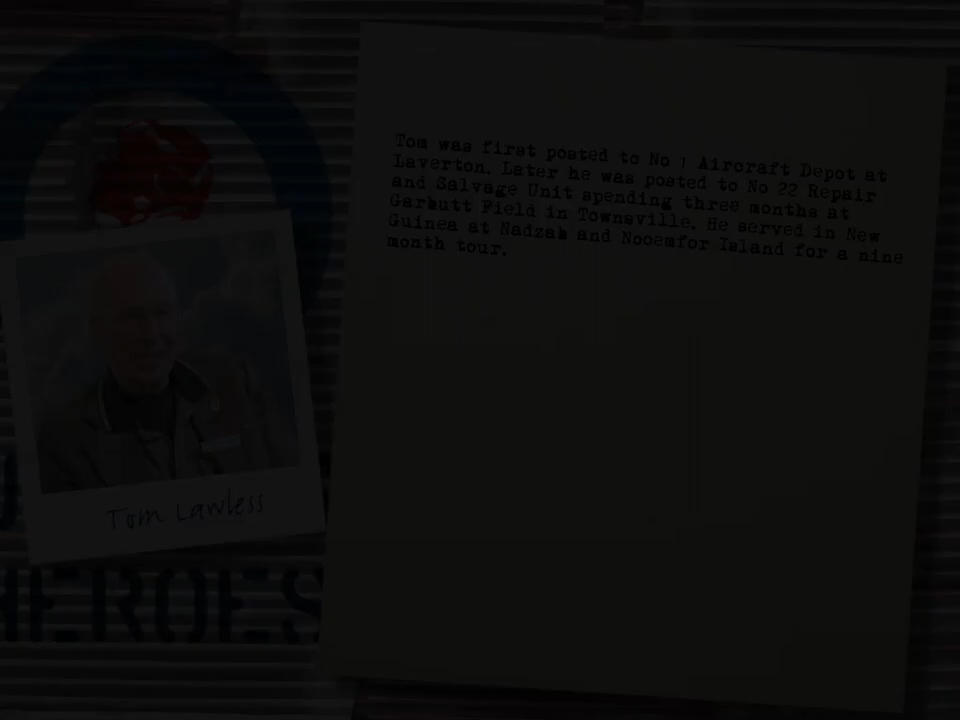 Tom was first posted to No 1 Aircraft Depot at
Laverton. Later he was posted to No 22 Repair
and Salvage Unit spending three months at
Garbutt Field in Townsville. He served in New
Guinea at Nadzab and Nooemfor Island for a nine
month tour.
Tom Lawless
HEROES